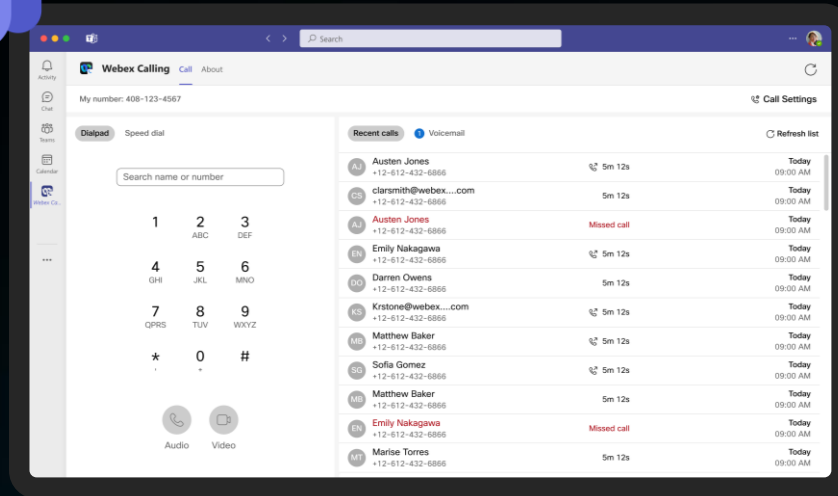 Search
Activity
Chat
Teams
Calendar
Webex Co..
Webex Calling Call About
My number: 408-123-4567
Call Settings
Dialpad Speed dial
Search name or number
1 2 3
ABC DEF
4 5 6
GHI JKL MNO
7 8 9
QPRS TUV WXYZ
* 0 #
Audio Video
Recent calls 1 Voicemail Refresh list
AJ Austen Jones 5m 12s Today
+12-612-432-6866 09:00 AM
CS clarsmith@webex....com 5m 12s Today
+12-612-432-6866 09:00 AM
AJ Austen Jones Missed call Today
+12-612-432-6866 09:00 AM
EN Emily Nakagawa 5m 12s Today
+12-612-432-6866 09:00 AM
DO Darren Owens 5m 12s Today
+12-612-432-6866 09:00 AM
KS Krstone@webex....com 5m 12s Today
+12-612-432-6866 09:00 AM
MB Matthew Baker 5m 12s Today
+12-612-432-6866 09:00 AM
SG Sofia Gomez 5m 12s Today
+12-612-432-6866 09:00 AM
MB Matthew Baker 5m 12s Today
+12-612-432-6866 09:00 AM
EN Emily Nakagawa Missed call Today
+12-612-432-6866 09:00 AM
MT Marise Torres 5m 12s Today
+12-612-432-6866 09:00 AM